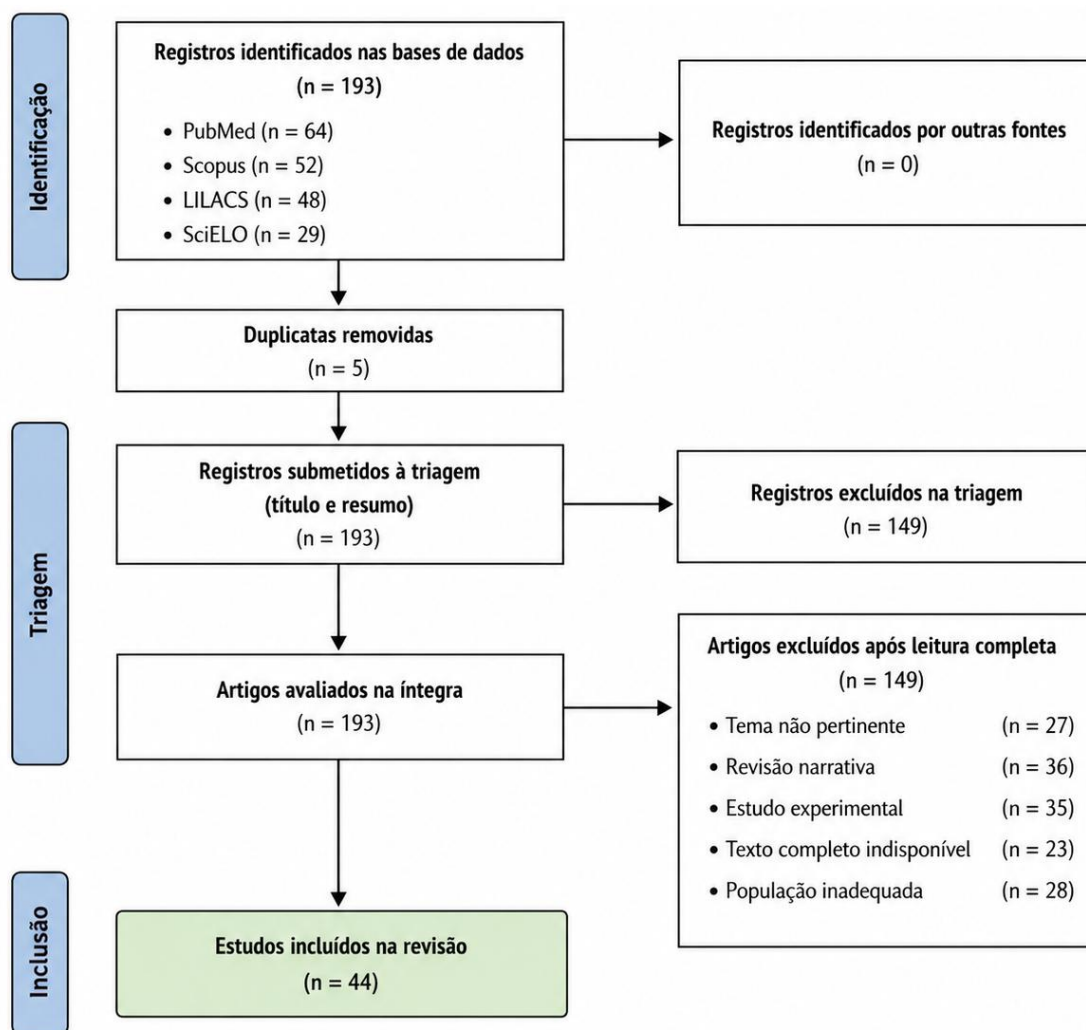 Identificação
Registros identificados nas bases de dados
(n = 193)
• PubMed (n = 64)
• Scopus (n = 52)
• LILACS (n = 48)
• SciELO (n = 29)
Registros identificados por outras fontes
(n = 0)
Duplicatas removidas
(n = 5)
Triagem
Registros submetidos à triagem
(título e resumo)
(n = 193)
Registros excluídos na triagem
(n = 149)
Artigos avaliados na íntegra
(n = 193)
Artigos excluídos após leitura completa
(n = 149)
• Tema não pertinente (n = 27)
• Revisão narrativa (n = 36)
• Estudo experimental (n = 35)
• Texto completo indisponível (n = 23)
• População inadequada (n = 28)
Inclusão
Estudos incluídos na revisão
(n = 44)